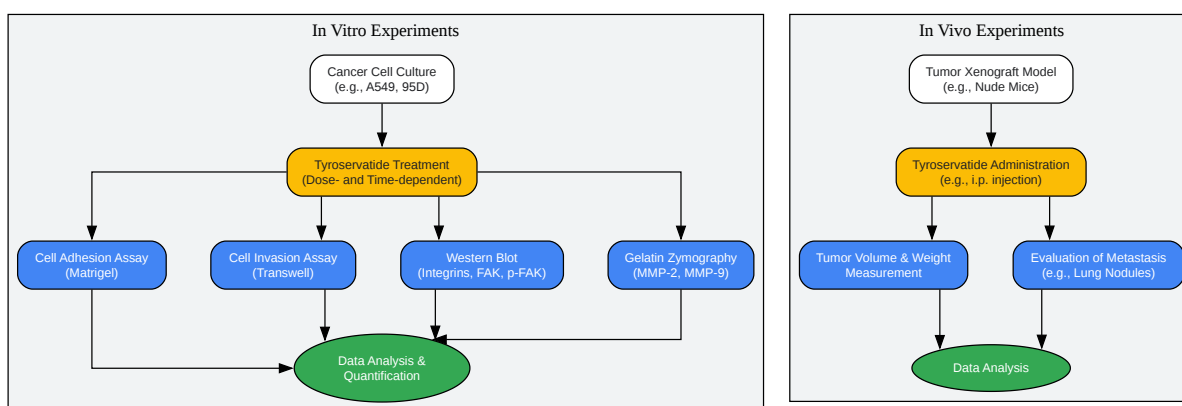 In Vitro Experiments
Cancer Cell Culture
(e.g., A549, 95D)
Tyroservatide Treatment
(Dose- and Time-dependent)
Cell Adhesion Assay
(Matrigel)
Cell Invasion Assay
(Transwell)
Western Blot
(Integrins, FAK, p-FAK)
Gelatin Zymography
(MMP-2, MMP-9)
Data Analysis &
Quantification
In Vivo Experiments
Tumor Xenograft Model
(e.g., Nude Mice)
Tyroservatide Administration
(e.g., i.p. injection)
Tumor Volume & Weight
Measurement
Evaluation of Metastasis
(e.g., Lung Nodules)
Data Analysis